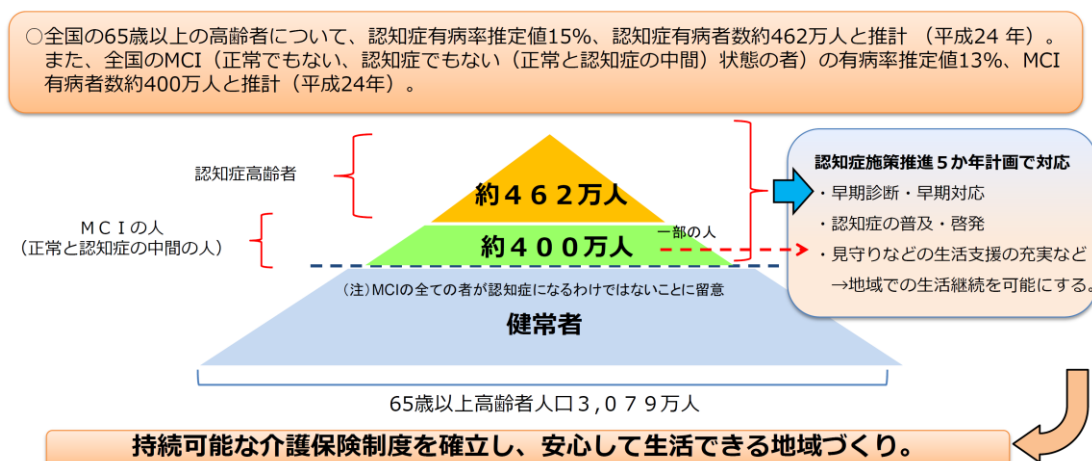 ○全国の65歳以上の高齢者について、認知症有病率推定値15%、認知症有病者数約462万人と推計 （平成24 年）。
また、全国のMCI（正常でもない、認知症でもない（正常と認知症の中間）状態の者）の有病率推定値13%、MCI
有病者数約400万人と推計（平成24年）。
認知症高齢者
約４６２万人
ＭＣＩの人
（正常と認知症の中間の人）
約４００万人
一部の人
（注）MCIの全ての者が認知症になるわけではないことに留意
健常者
65歳以上高齢者人口３,０７９万人
認知症施策推進５か年計画で対応
・早期診断・早期対応
・認知症の普及・啓発
・見守りなどの生活支援の充実など
→地域での生活継続を可能にする。
持続可能な介護保険制度を確立し、安心して生活できる地域づくり。